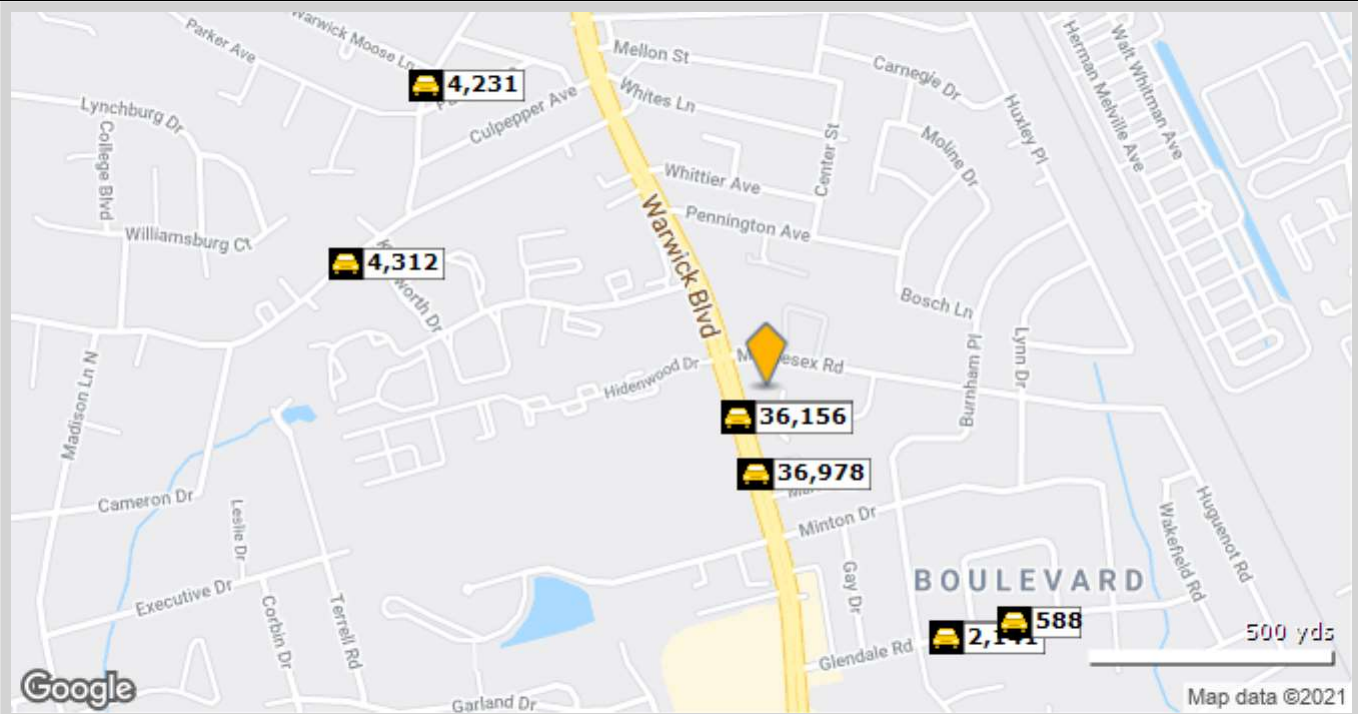 Warwick Moose Ln
Parker Ave
Mellon St
Carnegie Dr
Herman Melville Ave
Walt Whitman Ave
4,231
Culpepper Ave
Whites Ln
Huxley Pl
Lynchburg Dr
College Blvd
Center St
Moline Dr
Whittier Ave
Williamsburg Ct
Warwick Blvd
Pennington Ave
4,312
Bosch Ln
Madison Ln N
Hidenwood Dr
Burnham Pl
Lynn Dr
36,156
36,978
Cameron Dr
Leslie Dr
Minton Dr
Wakefield Rd
Huguenot Rd
Executive Dr
Corbin Dr
Terrell Rd
Gay Dr
BOULEVARD
588
Glendale Rd
500 yds
Google
Garland Dr
Map data ©2021